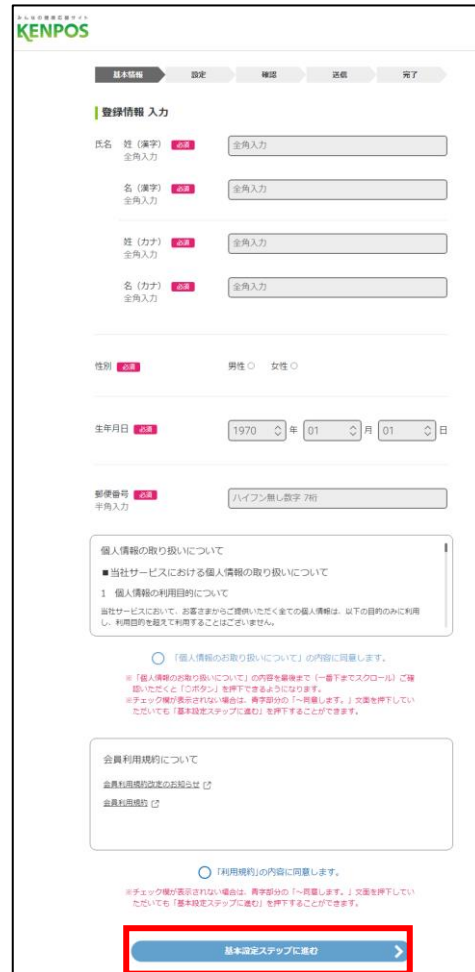 みんなの健康応援サイト
KENPOS
基本情報 設定 確認 送信 完了
登録情報 入力
氏名 姓（漢字） 必須 全角入力
全角入力
名（漢字） 必須 全角入力
全角入力
姓（カナ） 必須 全角入力
全角入力
名（カナ） 必須 全角入力
全角入力
性別 必須 男性 女性
生年月日 必須 1970 年 01 月 01 日
郵便番号 必須 ハイフン無し数字 7桁
半角入力
個人情報の取り扱いについて
■当社サービスにおける個人情報の取り扱いについて
1 個人情報の利用目的について
当社サービスにおいて、お客さまからご提供いただく全ての個人情報は、以下の目的のみに利用
し、利用目的を超えて利用することはございません。
「個人情報のお取り扱いについて」の内容に同意します。
※「個人情報のお取り扱いについて」の内容を最後まで（一番下までスクロール）ご確
認いただくと「○ボタン」を押下できるようになります。
※チェック欄が表示されない場合は、青字部分の「～同意します。」文面を押下してい
ただいても「基本設定ステップに進む」を押下することができます。
会員利用規約について
会員利用規約改定のお知らせ
会員利用規約
「利用規約」の内容に同意します。
※チェック欄が表示されない場合は、青字部分の「～同意します。」文面を押下してい
ただいても「基本設定ステップに進む」を押下することができます。
基本設定ステップに進む